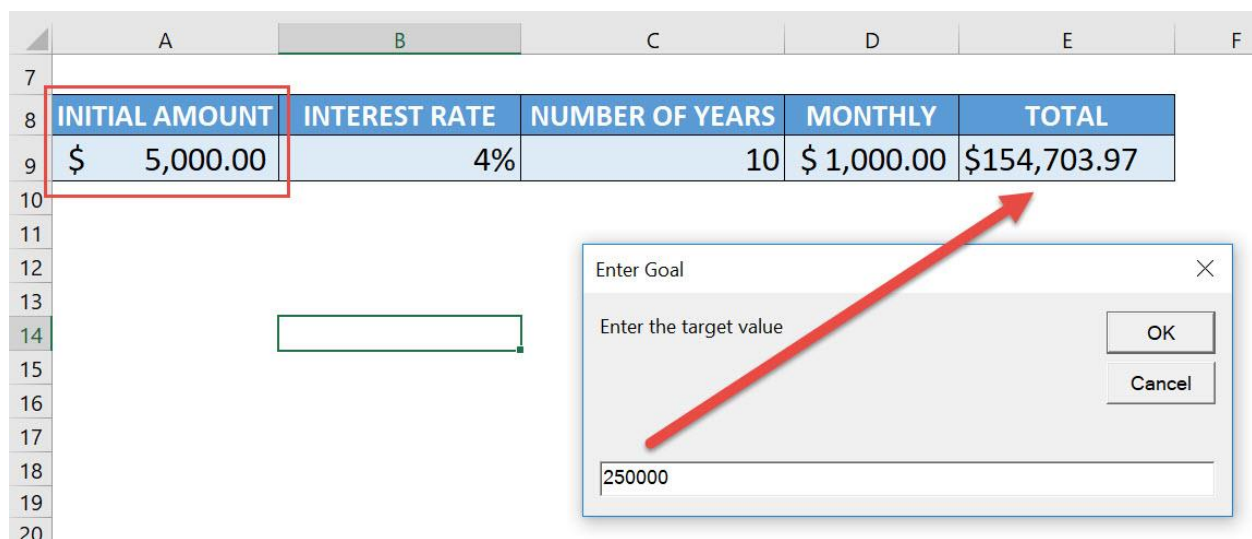 A B C D E F
7
8 INITIAL AMOUNT INTEREST RATE NUMBER OF YEARS MONTHLY TOTAL
9 $ 5,000.00 4% 10 $ 1,000.00 $154,703.97
10
11
12 Enter Goal
13
14 Enter the target value OK
15
16 Cancel
17
18 250000
19
20